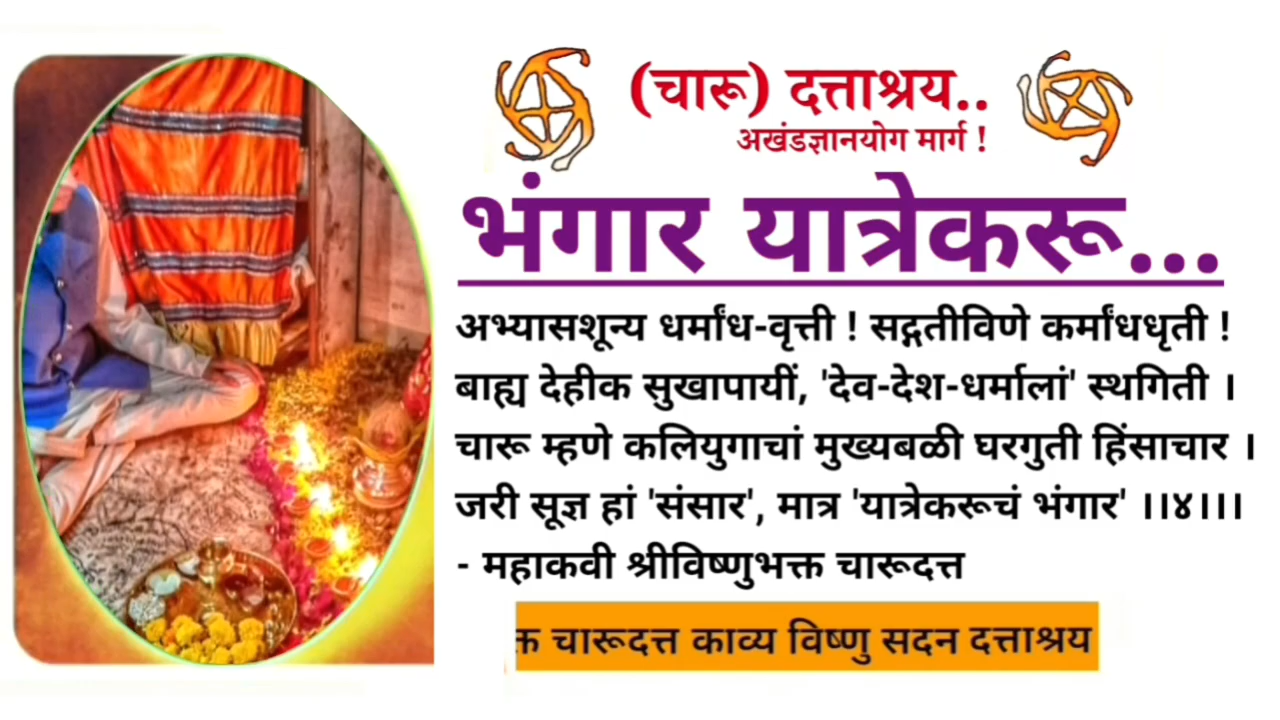 (चारू) दत्ताश्रय..
अखंडज्ञानयोग मार्ग !
भंगार यात्रेकरू...
अभ्यासशून्य धर्मांध-वृत्ती ! सद्गतीविणे कर्मांधधृती !
बाह्य देहीक सुखापायीं, 'देव-देश-धर्मालां' स्थगिती ।
चारू म्हणे कलियुगाचां मुख्यबळी घरगुती हिंसाचार ।
जरी सूज्ञ हां 'संसार', मात्र 'यात्रेकरूचं भंगार' ।।४।।।
- महाकवी श्रीविष्णुभक्त चारूदत्त
क्त चारूदत्त काव्य विष्णु सदन दत्ताश्रय